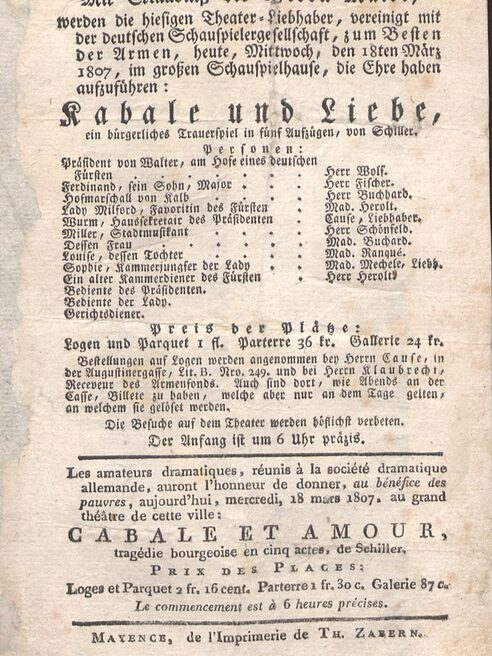 Mit
werden die hiesigen Theater-Liebhaber, vereinigt mit
der deutschen Schauspielergesellschaft, zum Besten
der Armen, heute, Mittwoch, den 18ten März
1807, im großen Schauspielhause, die Ehre haben
aufzuführen:
Kabale und Liebe,
ein bürgerliches Trauerspiel in fünf Aufzügen, von Schiller.
Personen:
Präsident von Walter, am Hofe eines deutschen
Fürsten . . . . . . Herr Wolf.
Ferdinand, sein Sohn, Major . . . . Herr Fischer.
Hofmarschall von Kalb . . . . Herr Buchhard.
Lady Milford, Favoritin des Fürsten . . Mad. Herolt.
Wurm, Haussekretair des Präsidenten . . Cause, Liebhaber.
Miller, Stadtmusikant . . . . . Herr Schönfeld.
Dessen Frau . . . . . . Mad. Buchard.
Louise, dessen Tochter . . . . . Mad. Ranqué.
Sophie, Kammerjungfer der Lady . . . Mad. Mechele, Liebh.
Ein alter Kammerdiener des Fürsten . . Herr Herolt.
Bediente des Präsidenten.
Bediente der Lady.
Gerichtsdiener.
Preis der Plätze:
Logen und Parquet 1 fl. Parterre 36 kr. Gallerie 24 kr.
Bestellungen auf Logen werden angenommen bey Herrn Cause, in
der Augustinergasse, Lit. B. Nro. 249. und bei Herrn Klaubrecht,
Receveur des Armenfonds. Auch sind dort, wie Abends an der
Casse, Billete zu haben, welche aber nur an dem Tage gelten,
an welchem sie gelöset werden.
Die Besuche auf dem Theater werden höflichst verbeten.
Der Anfang ist um 6 Uhr präzis.
Les amateurs dramatiques, réunis à la société dramatique
allemande, auront l'honneur de donner, au bénéfice des
pauvres, aujourd'hui, mercredi, 18 mars 1807. au grand
théâtre de cette ville:
CABALE ET AMOUR,
tragédie bourgeoise en cinq actes, de Schiller.
PRIX DES PLACES:
Loges et Parquet 2 fr. 16 cent. Parterre 1 fr. 30 c. Galerie 87 c.
Le commencement est à 6 heures précises.
MAYENCE, de l'Imprimerie de TH. ZABERN.